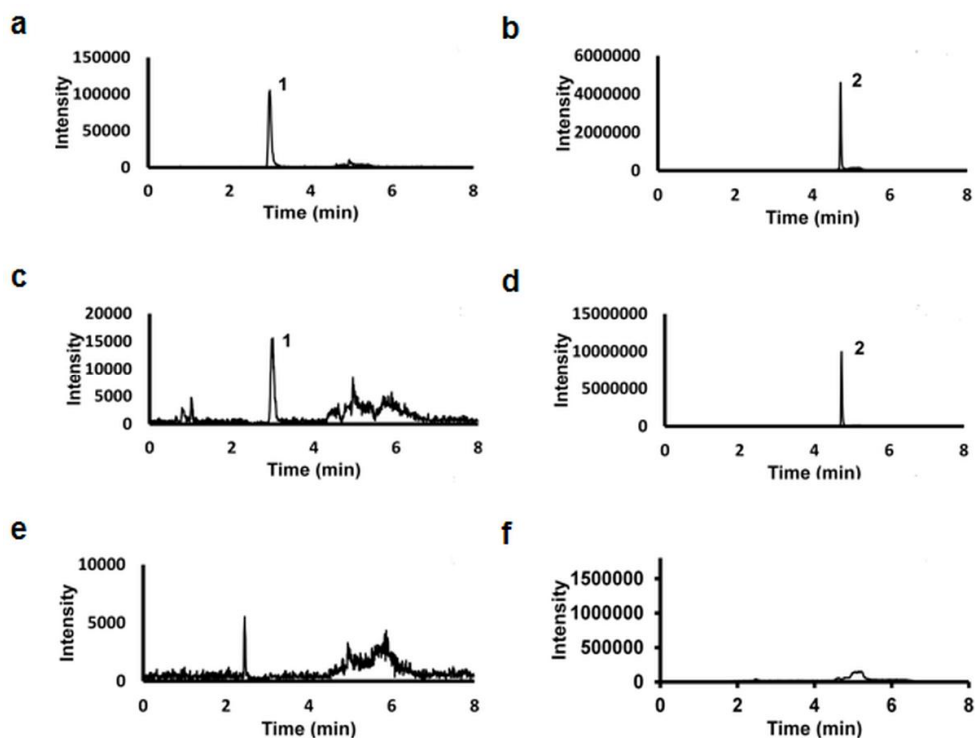 a
150000
100000
50000
0
Intensity
1
0 2 4 6 8
Time (min)
b
6000000
4000000
2000000
0
Intensity
2
0 2 4 6 8
Time (min)
c
20000
15000
10000
5000
0
Intensity
1
0 2 4 6 8
Time (min)
d
15000000
10000000
5000000
0
Intensity
2
0 2 4 6 8
Time (min)
e
10000
5000
0
Intensity
0 2 4 6 8
Time (min)
f
1500000
1000000
500000
0
Intensity
0 2 4 6 8
Time (min)